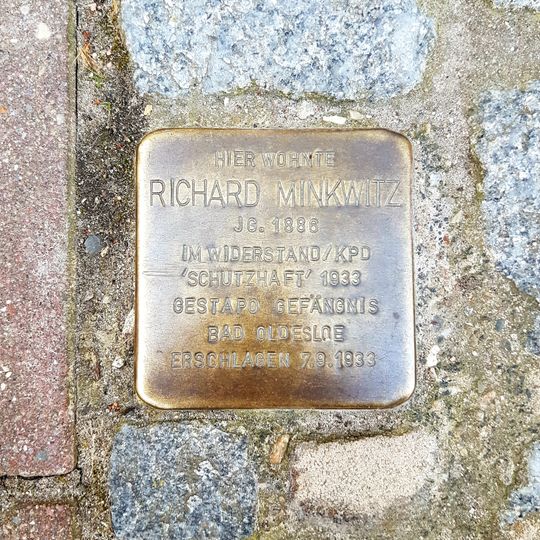 HIER WOHNTE
RICHARD MINKWITZ
JG. 1886
IM WIDERSTAND/KPD
'SCHUTZHAFT' 1933
GESTAPO GEFÄNGNIS
BAD OLDESLOE
ERSCHLAGEN 7.9.1933